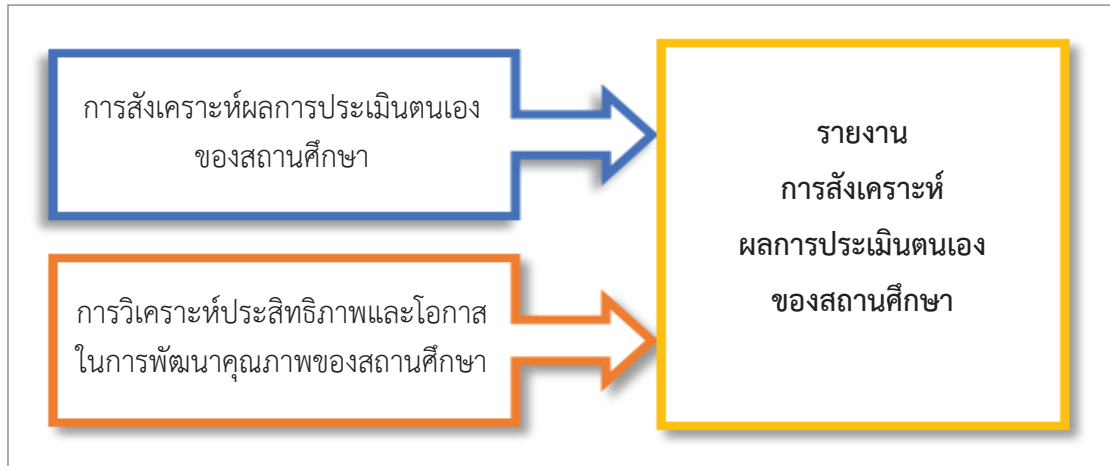 การสังเคราะห์ผลการประเมินตนเอง
ของสถานศึกษา
การวิเคราะห์ประสิทธิภาพและโอกาส
ในการพัฒนาคุณภาพของสถานศึกษา
รายงาน
การสังเคราะห์
ผลการประเมินตนเอง
ของสถานศึกษา